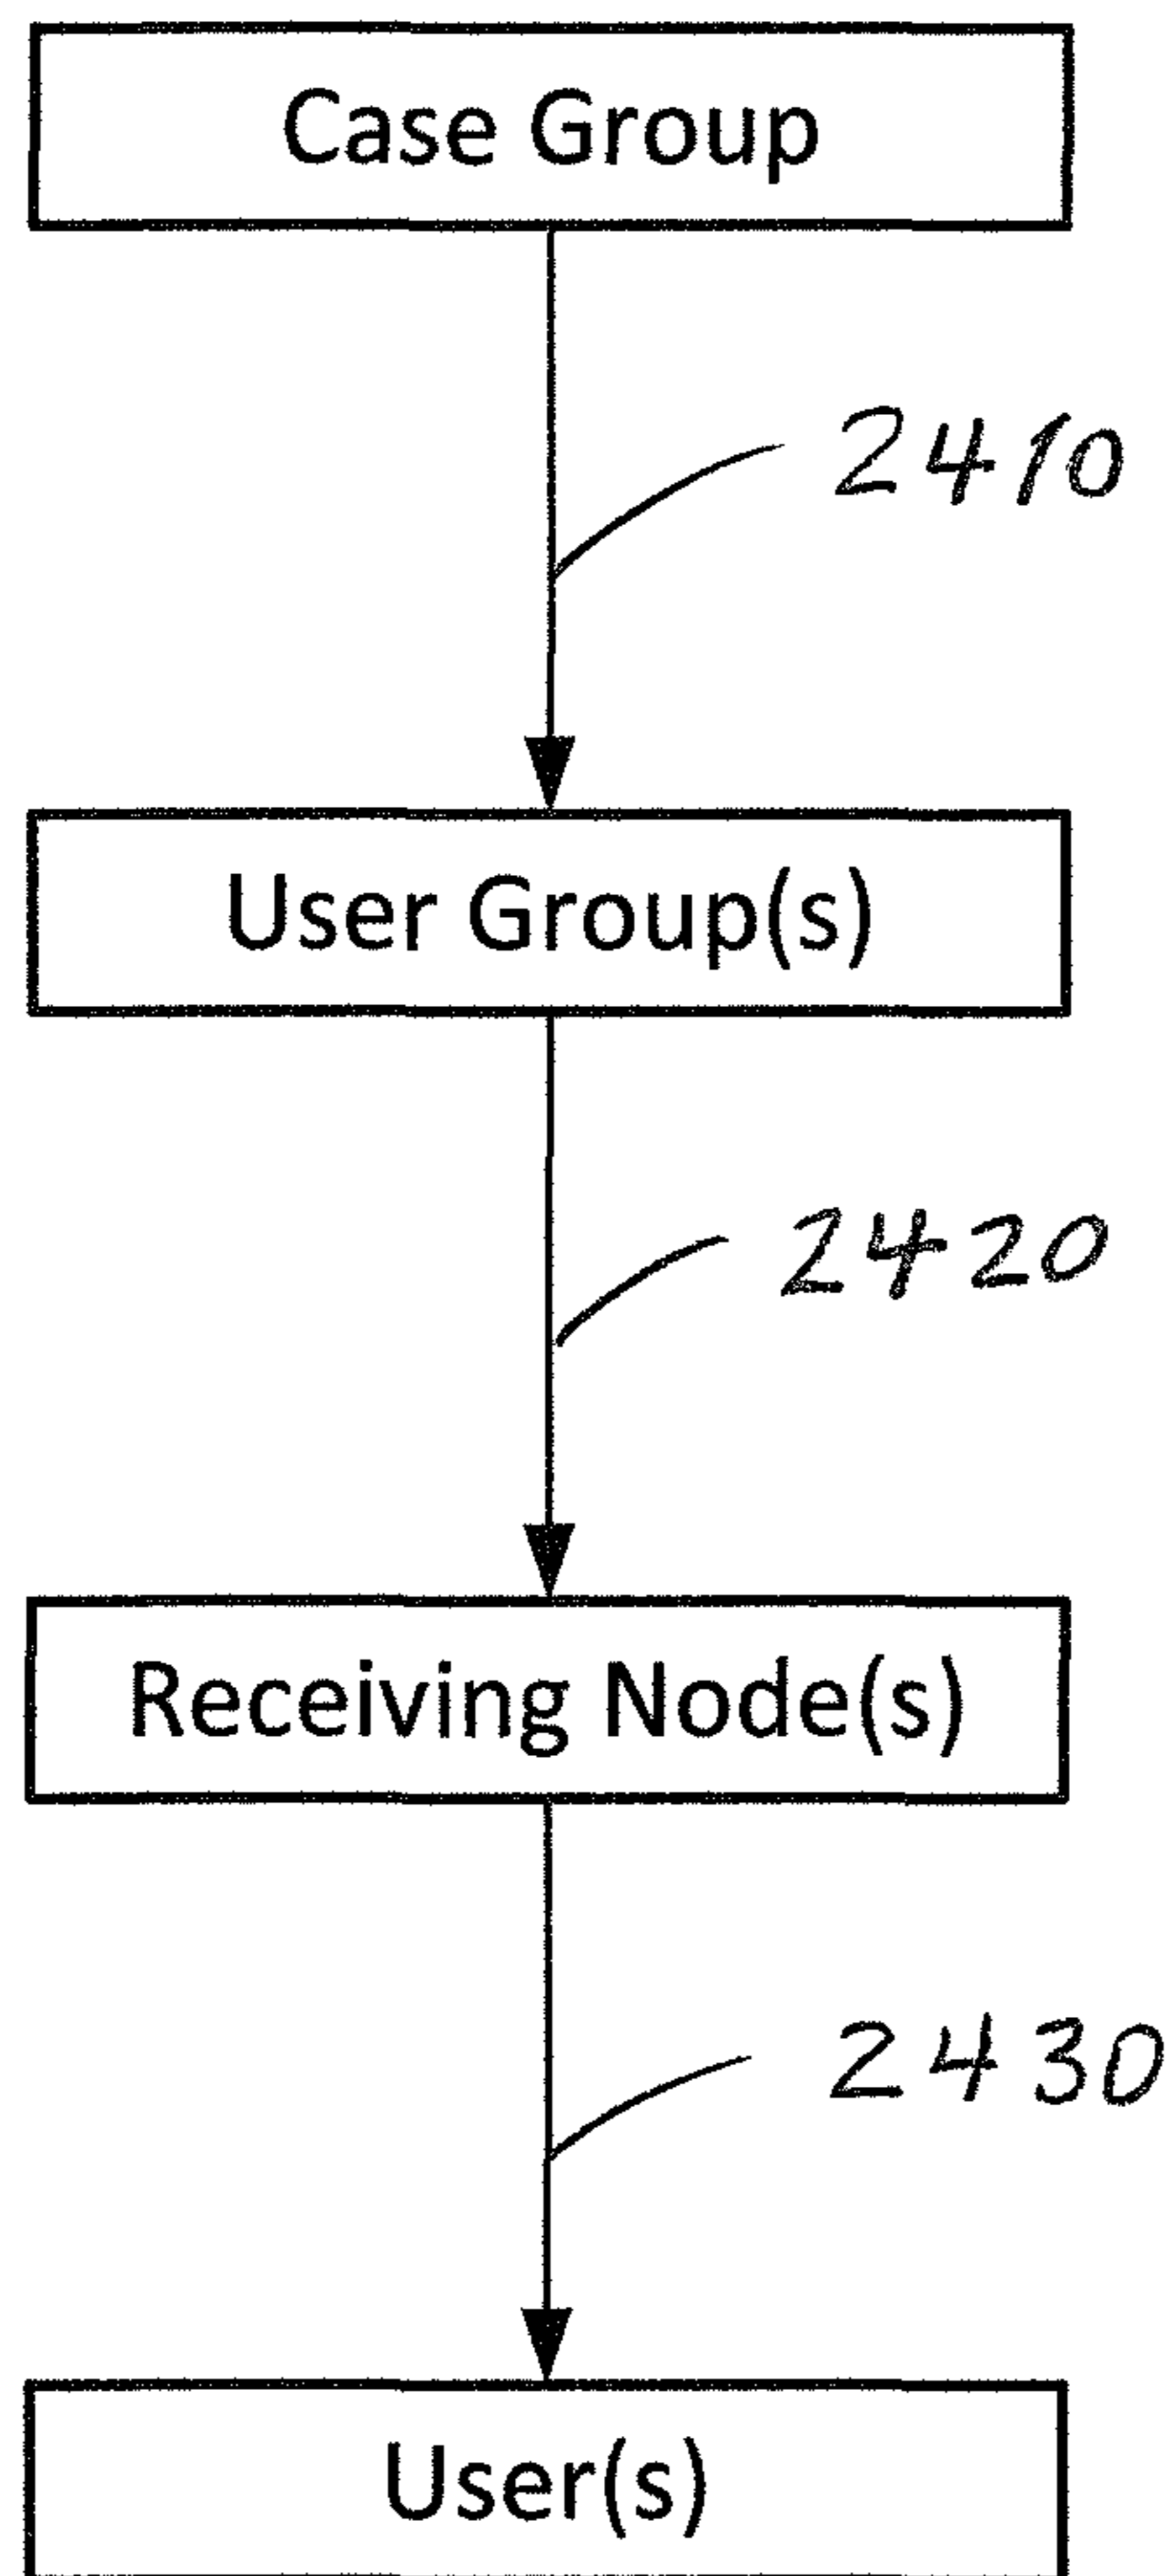 Case Group
2410
User Group(s)
2420
Receiving Node(s)
2430
User(s)